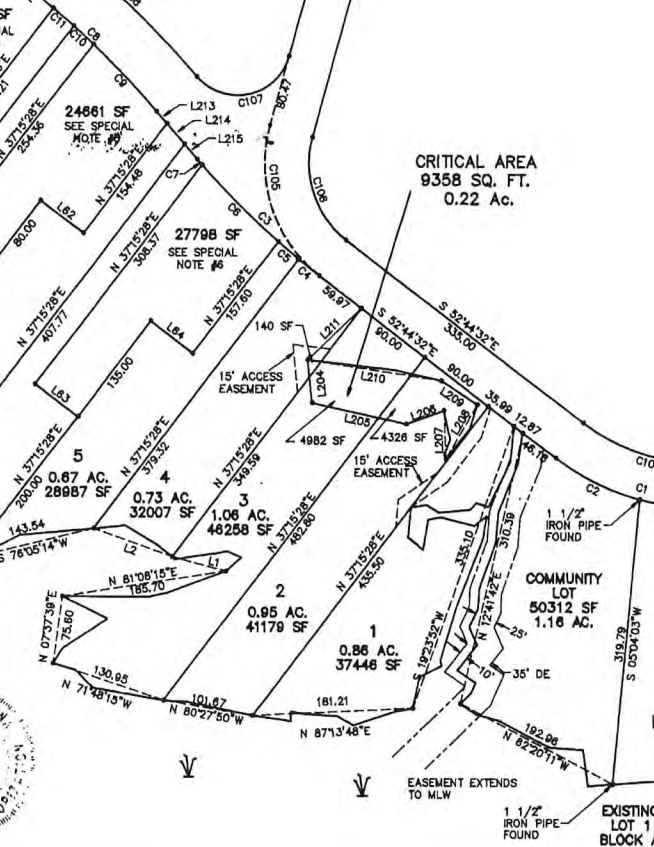 C11
C8
C10
C9
C107
80.47
L213
L214
L215
24661 SF
SEE SPECIAL
N 37°15'28"E
254.36
N 37°15'28"E
154.48
C7
C105
C106
CRITICAL AREA
9358 SQ. FT.
0.22 Ac.
L62
80.00
C6
C3
C5
C4
N 37°15'28"E
308.37
27798 SF
SEE SPECIAL
NOTE #6
N 37°15'28"E
407.77
N 37°15'28"E
157.60
59.97
S 52°44'32"E
335.00
S 52°44'32"E
90.00
90.00
L64
135.00
140 SF
L211
15' ACCESS
EASEMENT
L204
L210
L209
35.99
12.87
L63
L205
L206
L207
L208
4982 SF
4326 SF
15' ACCESS
EASEMENT
C2
C1
1 1/2"
IRON PIPE
FOUND
N 37°15'28"E
200.00
5
0.67 AC.
28987 SF
N 37°15'28"E
379.32
4
0.73 AC.
32007 SF
N 37°15'28"E
349.59
3
1.06 AC.
46258 SF
N 37°15'28"E
482.80
N 37°15'28"E
435.50
143.54
S 76°05'14"W
L2
L1
N 81°08'15"E
185.70
N 07°37'39"E
75.60
2
0.95 AC.
41179 SF
1
0.86 AC.
37446 SF
335.10
S 19°23'52"W
310.39
N 12°41'42"E
COMMUNITY
LOT
50312 SF
1.16 AC.
319.79
S 05°04'03"W
25'
10'
35' DE
130.95
N 71°48'15"W
101.67
N 80°27'50"W
181.21
N 87°13'48"E
192.96
N 82°20'11"W
EASEMENT EXTENDS
TO MLW
1 1/2"
IRON PIPE
FOUND
EXISTING
LOT 1
BLOCK